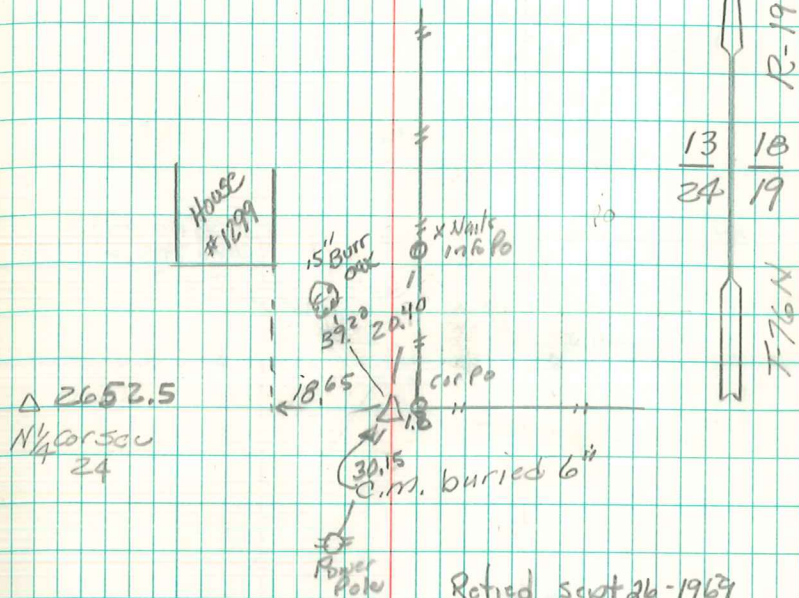 R-19
13 | 18
24 | 19
T-76N
House
#1299
15" Burr
oak
x Nails
in fe Po
39.20
20.40
cor Po
18.65
1.8
△ 2652.5
N 1/4 cor sec
24
30.15
C.M. buried 6"
Power
Pole
Retied Sept 26-1969